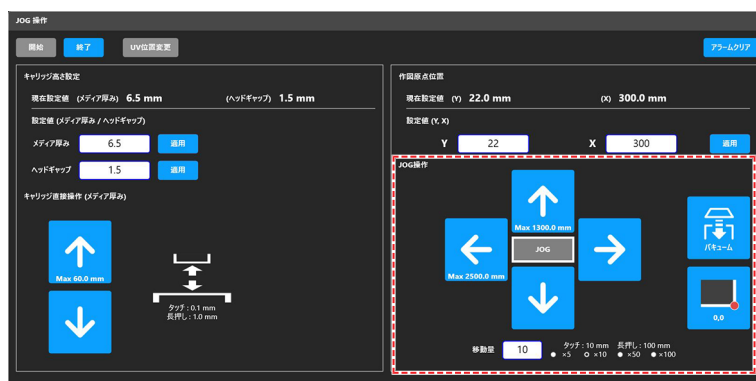 JOG 操作
開始 終了 UV位置変更 アラームクリア
キャリッジ高さ設定
現在設定値 (メディア厚み) 6.5 mm (ヘッドギャップ) 1.5 mm
設定値 (メディア厚み / ヘッドギャップ)
メディア厚み 6.5 適用
ヘッドギャップ 1.5 適用
キャリッジ直接操作 (メディア厚み)
Max 60.0 mm
タッチ : 0.1 mm
長押し : 1.0 mm
作図原点位置
現在設定値 (Y) 22.0 mm (X) 300.0 mm
設定値 (Y, X)
Y 22 X 300 適用
JOG操作
Max 1300.0 mm
JOG
Max 2500.0 mm
バキューム
0,0
移動量 10 タッチ : 10 mm 長押し : 100 mm
×5 ×10 ×50 ×100